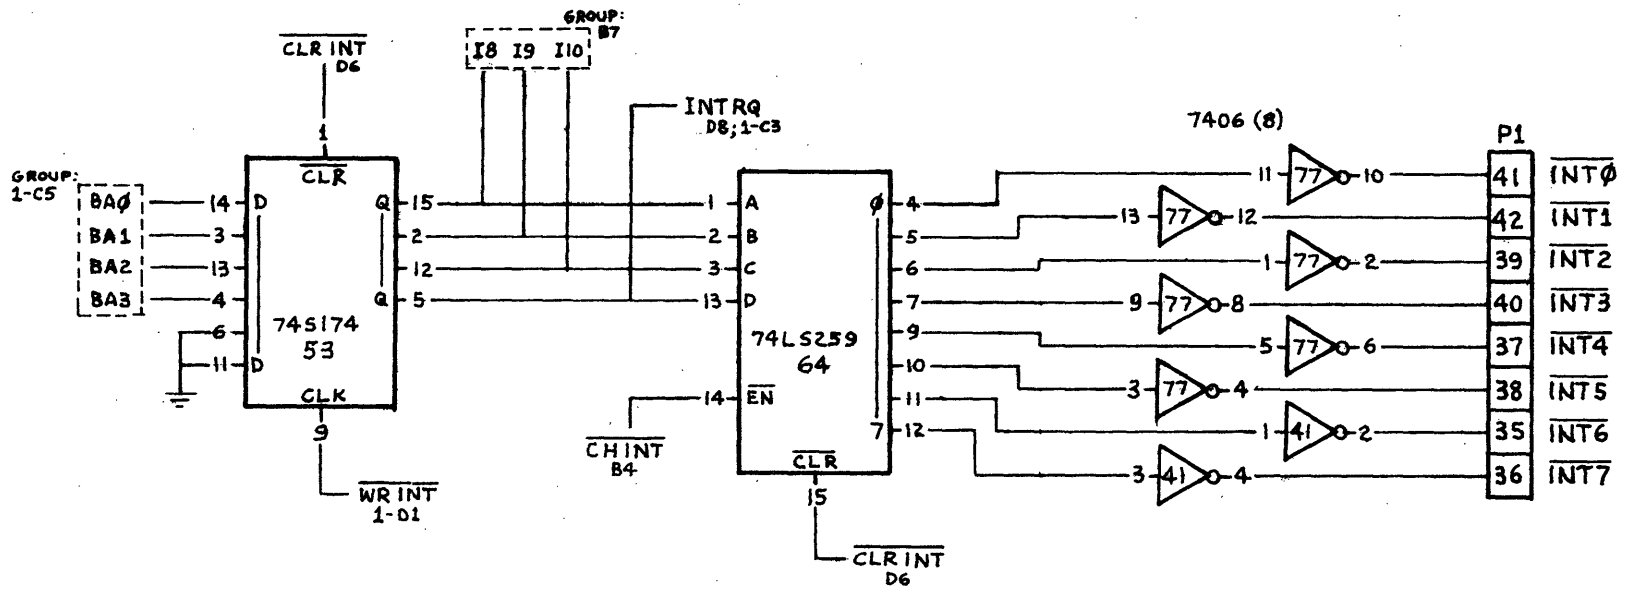 GROUP:
B7
CLR INT
D6
I8 I9 I10
INTRQ
D8; 1-C3
7406 (8)
P1
1
CLR
GROUP:
1-C5
BAØ 14 D Q 15 1 A Ø 4 11 77 10 41 INTØ
BA1 3 2 2 B 5 13 77 12 42 INT1
BA2 13 12 3 C 6 1 77 2 39 INT2
BA3 4 Q 5 13 D 7 9 77 8 40 INT3
6 74S174 74LS259 9 5 77 6 37 INT4
53 64
11 D 10 3 77 4 38 INT5
CLK 14 EN 11 1 41 2 35 INT6
9 7 12 3 41 4 36 INT7
CHINT
B4
CLR
WRINT
1-D1
15
CLR INT
D6